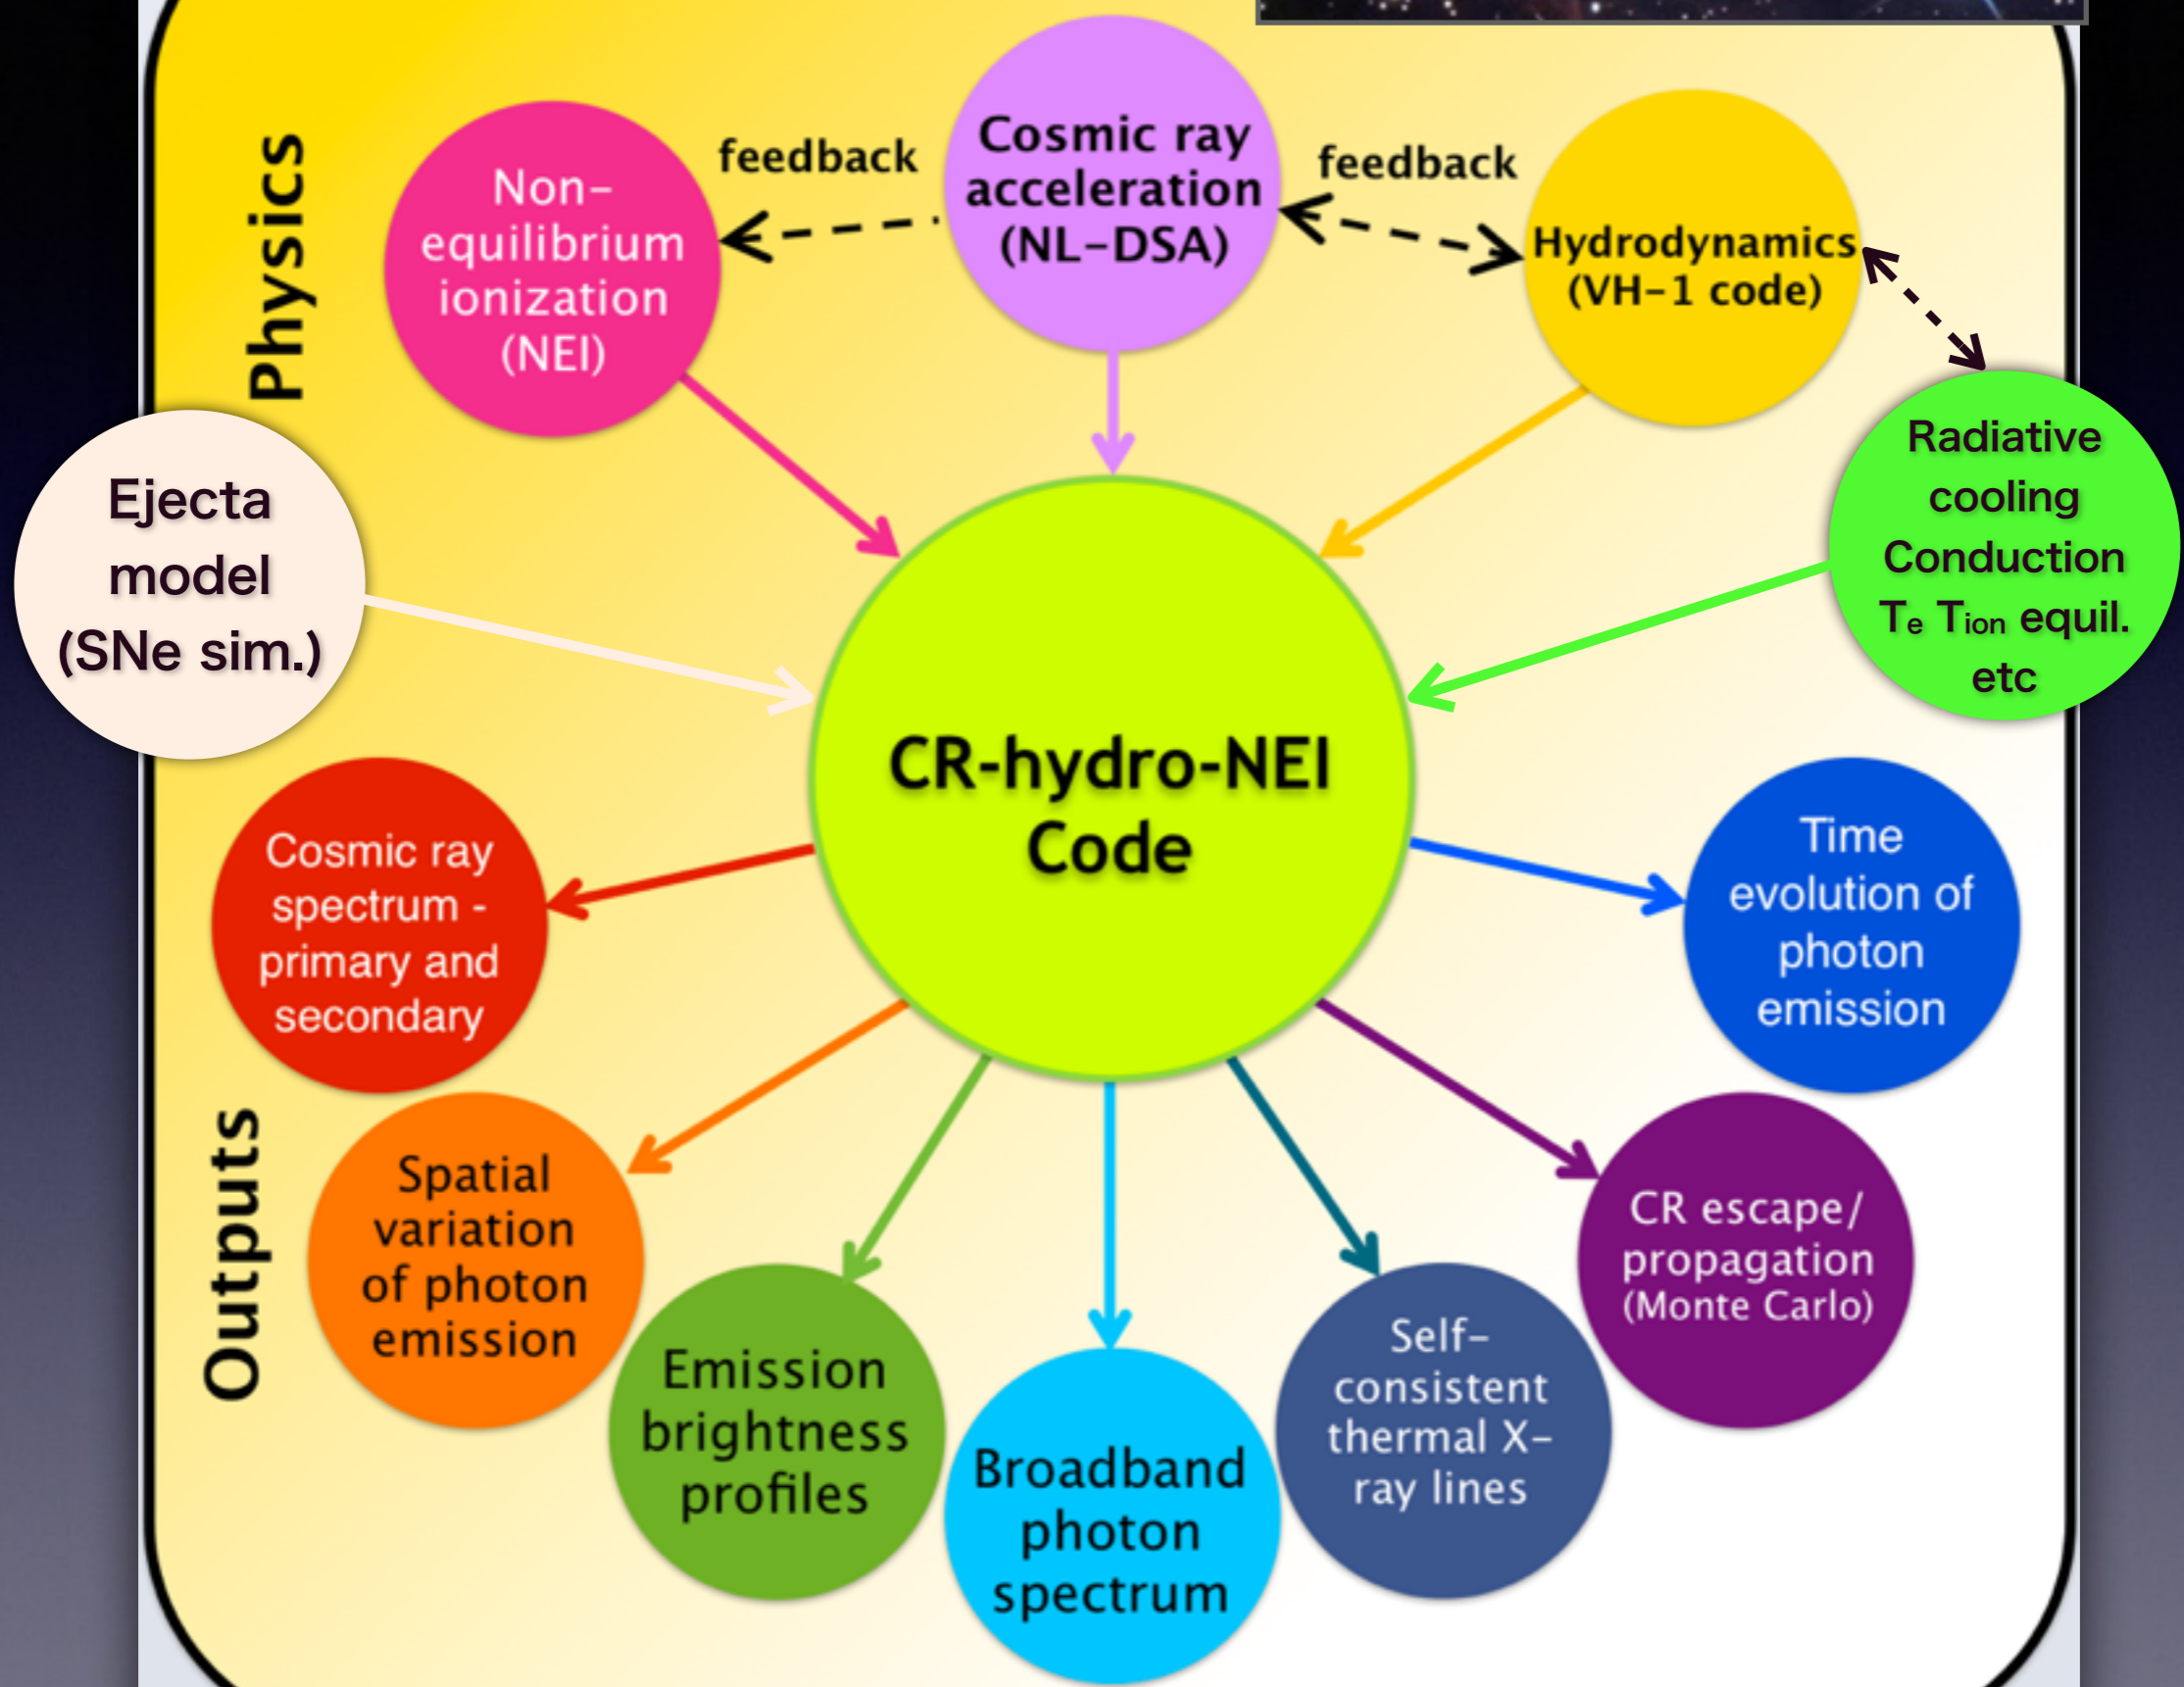 Physics
Non-
equilibrium
ionization
(NEI)
feedback
Cosmic ray
acceleration
(NL-DSA)
feedback
Hydrodynamics
(VH-1 code)
Ejecta
model
(SNe sim.)
Radiative
cooling
Conduction
Te Tion equil.
etc
CR-hydro-NEI
Code
Outputs
Cosmic ray
spectrum -
primary and
secondary
Spatial
variation
of photon
emission
Emission
brightness
profiles
Broadband
photon
spectrum
Self-
consistent
thermal X-
ray lines
CR escape/
propagation
(Monte Carlo)
Time
evolution of
photon
emission